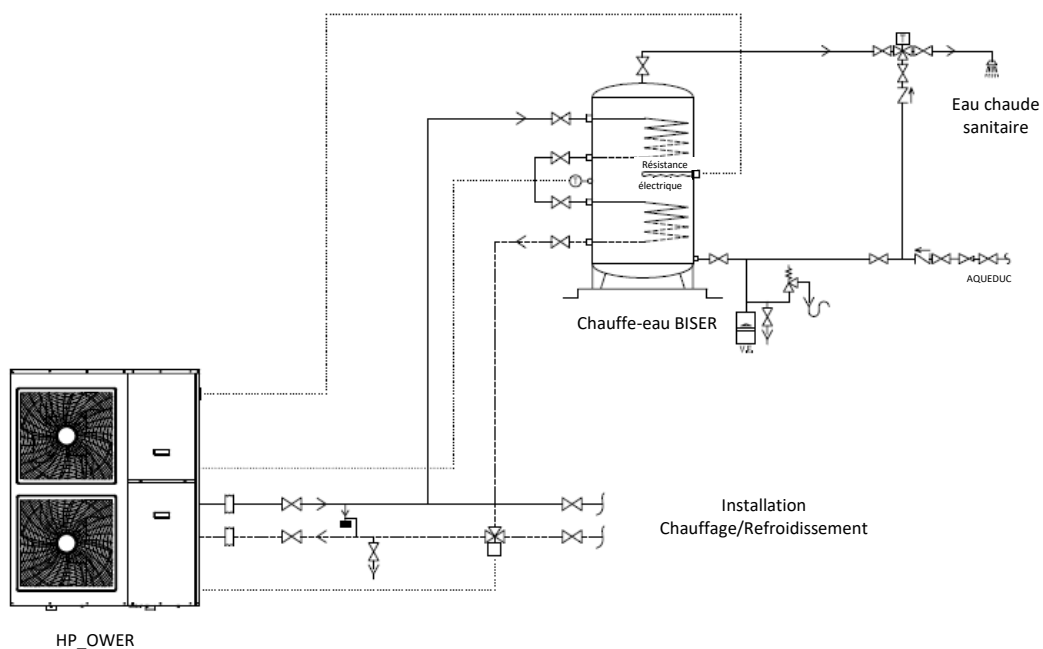 T
Eau chaude
sanitaire
Résistance
électrique
T
AQUEDUC
Chauffe-eau BISER
V.E.
Installation
Chauffage/Refroidissement
HP_OWER